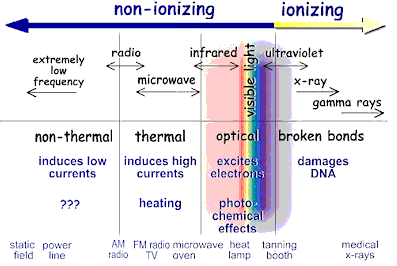 non-ionizing ionizing
radio infrared ultraviolet
extremely low frequency
microwave x-ray
gamma rays
visible light
non-thermal thermal optical broken bonds
induces low currents
induces high currents
excites electrons
damages DNA
???
heating
photo-chemical effects
static field
power line
AM radio
FM radio TV
microwave oven
heat lamp
tanning booth
medical x-rays